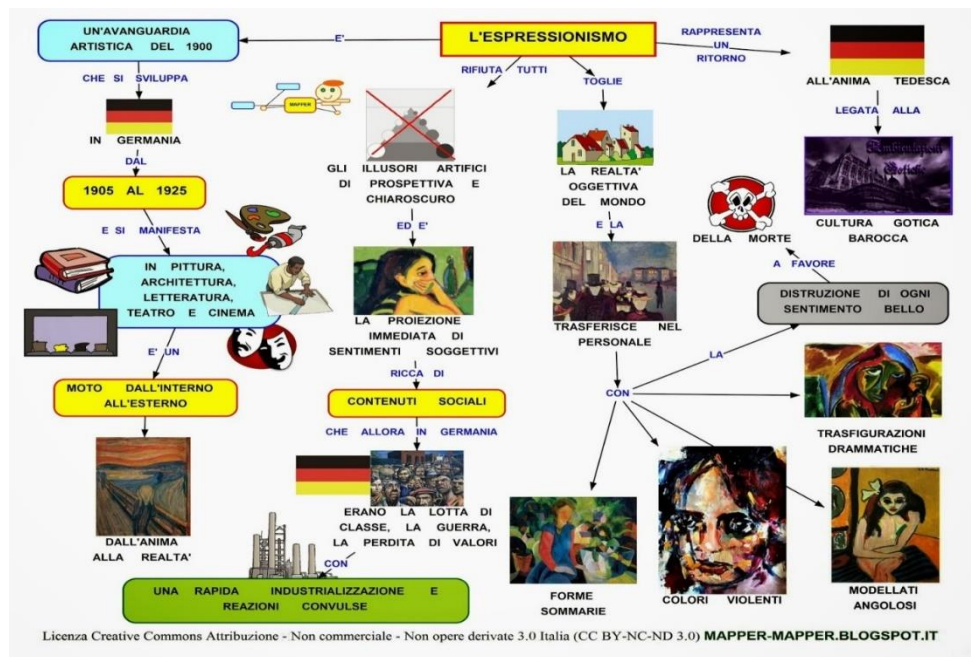 L'ESPRESSIONISMO
E'
UN'AVANGUARDIA
ARTISTICA DEL 1900
CHE SI SVILUPPA
IN GERMANIA
DAL
1905 AL 1925
E SI MANIFESTA
IN PITTURA,
ARCHITETTURA,
LETTERATURA,
TEATRO E CINEMA
E' UN
MOTO DALL'INTERNO
ALL'ESTERNO
DALL'ANIMA
ALLA REALTA'
RIFIUTA TUTTI
MAPPER
GLI ILLUSORI ARTIFICI
DI PROSPETTIVA E
CHIAROSCURO
ED E'
LA PROIEZIONE
IMMEDIATA DI
SENTIMENTI SOGGETTIVI
RICCA DI
CONTENUTI SOCIALI
CHE ALLORA IN GERMANIA
ERANO LA LOTTA DI
CLASSE, LA GUERRA,
LA PERDITA DI VALORI
CON
UNA RAPIDA INDUSTRIALIZZAZIONE E
REAZIONI CONVULSE
TOGLIE
LA REALTA'
OGGETTIVA
DEL MONDO
E LA
TRASFERISCE NEL
PERSONALE
CON
FORME
SOMMARIE
COLORI VIOLENTI
MODELLATI
ANGOLOSI
TRASFIGURAZIONI
DRAMMATICHE
LA
DISTRUZIONE DI OGNI
SENTIMENTO BELLO
A FAVORE
DELLA MORTE
RAPPRESENTA
UN
RITORNO
ALL'ANIMA TEDESCA
LEGATA ALLA
Ambientazioni
Gotiche
CULTURA GOTICA
BAROCCA
Licenza Creative Commons Attribuzione - Non commerciale - Non opere derivate 3.0 Italia (CC BY-NC-ND 3.0) MAPPER-MAPPER.BLOGSPOT.IT